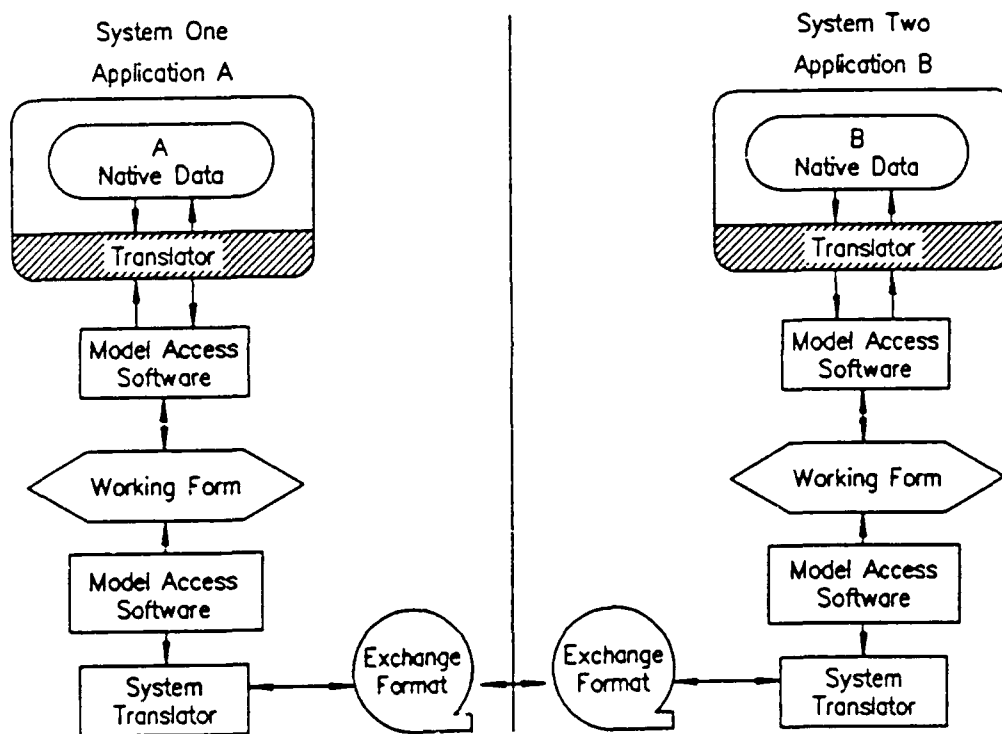 System One
Application A
A
Native Data
Translator
Model Access
Software
Working Form
Model Access
Software
System
Translator
Exchange
Format
System Two
Application B
B
Native Data
Translator
Model Access
Software
Working Form
Model Access
Software
Exchange
Format
System
Translator